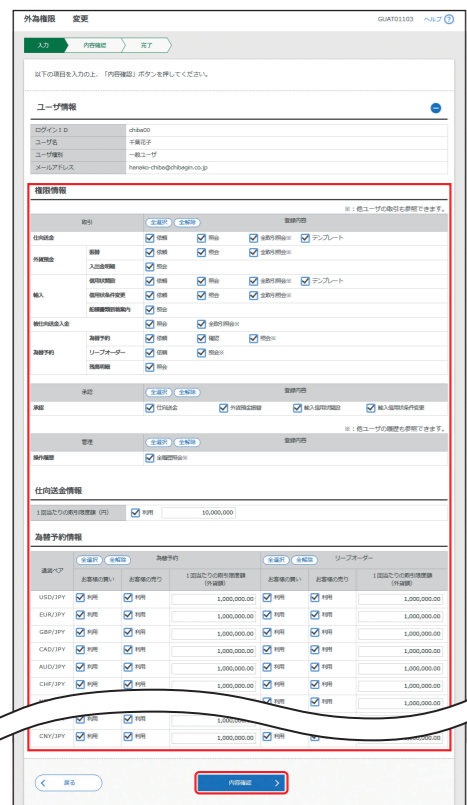 外為権限 変更 GUAT01103 ヘルプ ?
入力 内容確認 完了
以下の項目を入力の上、「内容確認」ボタンを押してください。
ユーザ情報
ログインID chiba00
ユーザ名 千葉花子
ユーザ種別 一般ユーザ
メールアドレス hanako-chiba@chibagin.co.jp
権限情報
※：他ユーザの取引も参照できます。
取引 全選択 全解除 登録内容
仕向送金 依頼 照会 全取引照会※ テンプレート
外貨預金 振替 依頼 照会 全取引照会※
入出金明細 照会
輸入 信用状開設 依頼 照会 全取引照会※ テンプレート
信用状条件変更 依頼 照会 全取引照会※
船積書類到着案内 照会
被仕向送金入金 照会 全取引照会※
為替予約 為替予約 依頼 確認 照会※
リーブオーダー 依頼 照会※
残高明細 照会
承認 全選択 全解除 登録内容
承認 仕向送金 外貨預金振替 輸入信用状開設 輸入信用状条件変更
※：他ユーザの履歴も参照できます。
管理 全選択 全解除 登録内容
操作履歴 全履歴照会※
仕向送金情報
1回当たりの取引限度額（円） 利用 10,000,000
為替予約情報
通貨ペア 全選択 全解除 為替予約 全選択 全解除 リーブオーダー
お客様の買い お客様の売り 1回当たりの取引限度額（外貨額） お客様の買い お客様の売り 1回当たりの取引限度額（外貨額）
USD/JPY 利用 利用 1,000,000.00 利用 利用 1,000,000.00
EUR/JPY 利用 利用 1,000,000.00 利用 利用 1,000,000.00
GBP/JPY 利用 利用 1,000,000.00 利用 利用 1,000,000.00
CAD/JPY 利用 利用 1,000,000.00 利用 利用 1,000,000.00
AUD/JPY 利用 利用 1,000,000.00 利用 利用 1,000,000.00
CHF/JPY 利用 利用 1,000,000.00 利用 利用 1,000,000.00
利用 1,000,000.00
利用 利用
CNY/JPY 利用 利用 1,000,000.00 利用
戻る 内容確認